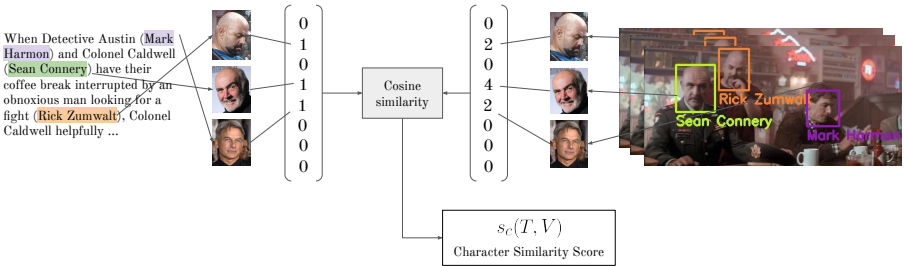 When Detective Austin (Mark
Harmon) and Colonel Caldwell
(Sean Connery) have their
coffee break interrupted by an
obnoxious man looking for a
fight (Rick Zumwalt), Colonel
Caldwell helpfully ...
0
1
0
1
1
0
0
0
Cosine
similarity
0
2
0
4
2
0
0
0
Rick Zumwalt
Sean Connery
Mark Harmon
s_c(T, V)
Character Similarity Score